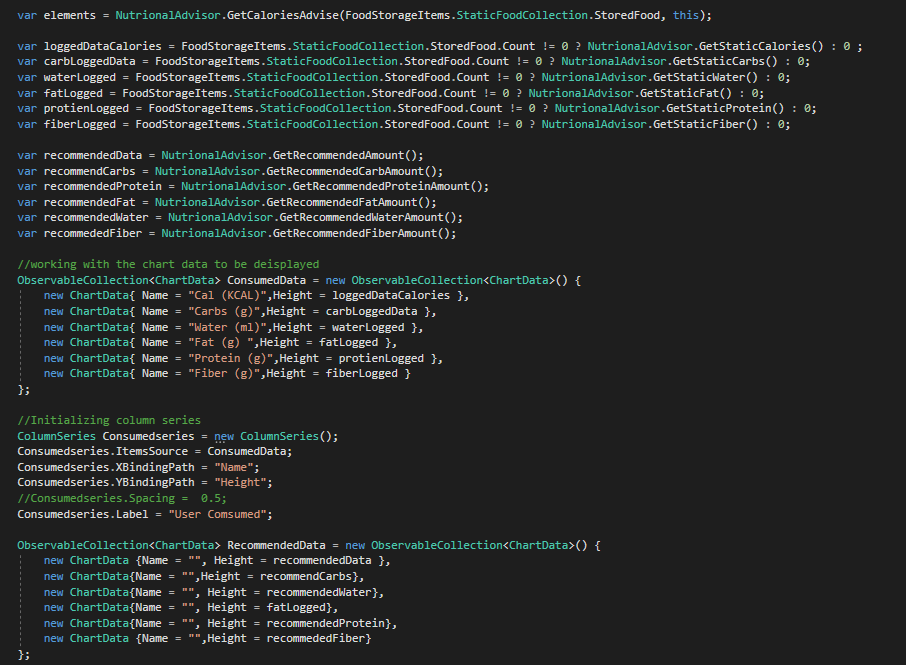 var elements = NutrionalAdvisor.GetCaloriesAdvise(FoodStorageItems.StaticFoodCollection.StoredFood, this);
var loggedDataCalories = FoodStorageItems.StaticFoodCollection.StoredFood.Count != 0 ? NutrionalAdvisor.GetStaticCalories() : 0 ;
var carbLoggedData = FoodStorageItems.StaticFoodCollection.StoredFood.Count != 0 ? NutrionalAdvisor.GetStaticCarbs() : 0;
var waterLogged = FoodStorageItems.StaticFoodCollection.StoredFood.Count != 0 ? NutrionalAdvisor.GetStaticWater() : 0;
var fatLogged = FoodStorageItems.StaticFoodCollection.StoredFood.Count != 0 ? NutrionalAdvisor.GetStaticFat() : 0;
var protienLogged = FoodStorageItems.StaticFoodCollection.StoredFood.Count != 0 ? NutrionalAdvisor.GetStaticProtein() : 0;
var fiberLogged = FoodStorageItems.StaticFoodCollection.StoredFood.Count != 0 ? NutrionalAdvisor.GetStaticFiber() : 0;
var recommendedData = NutrionalAdvisor.GetRecommendedAmount();
var recommendCarbs = NutrionalAdvisor.GetRecommendedCarbAmount();
var recommendedProtein = NutrionalAdvisor.GetRecommendedProteinAmount();
var recommendedFat = NutrionalAdvisor.GetRecommendedFatAmount();
var recommendedWater = NutrionalAdvisor.GetRecommendedWaterAmount();
var recommededFiber = NutrionalAdvisor.GetRecommendedFiberAmount();
//working with the chart data to be deisplayed
ObservableCollection<ChartData> ConsumedData = new ObservableCollection<ChartData>() {
new ChartData{ Name = "Cal (KCAL)",Height = loggedDataCalories },
new ChartData{ Name = "Carbs (g)",Height = carbLoggedData },
new ChartData{ Name = "Water (ml)",Height = waterLogged },
new ChartData{ Name = "Fat (g) ",Height = fatLogged },
new ChartData{ Name = "Protein (g)",Height = protienLogged },
new ChartData{ Name = "Fiber (g)",Height = fiberLogged }
};
//Initializing column series
ColumnSeries Consumedseries = new ColumnSeries();
Consumedseries.ItemsSource = ConsumedData;
Consumedseries.XBindingPath = "Name";
Consumedseries.YBindingPath = "Height";
//Consumedseries.Spacing =  0.5;
Consumedseries.Label = "User Comsumed";
ObservableCollection<ChartData> RecommendedData = new ObservableCollection<ChartData>() {
new ChartData {Name = "", Height = recommendedData },
new ChartData{Name = "",Height = recommendCarbs},
new ChartData{Name = "", Height = recommendedWater},
new ChartData{Name = "", Height = fatLogged},
new ChartData{Name = "", Height = recommendedProtein},
new ChartData {Name = "",Height = recommededFiber}
};